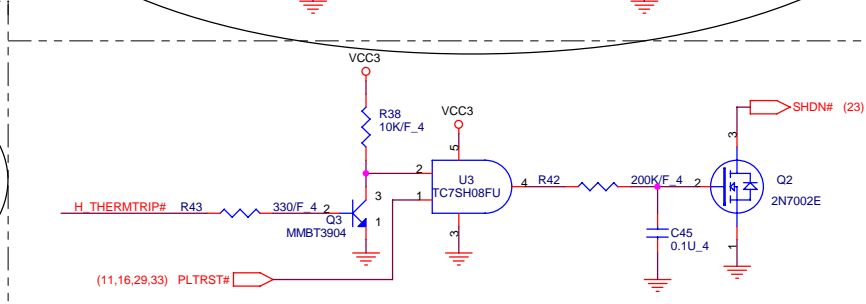 VCC3
R38
10K/F_4
VCC3
SHDN# (23)
3
5
2
U3
TC7SH08FU
4
R42
200K/F_4
2
Q2
2N7002E
H_THERMTRIP#
R43
330/F_4
2
3
1
Q3
MMBT3904
1
3
C45
0.1U_4
1
(11,16,29,33) PLTRST#